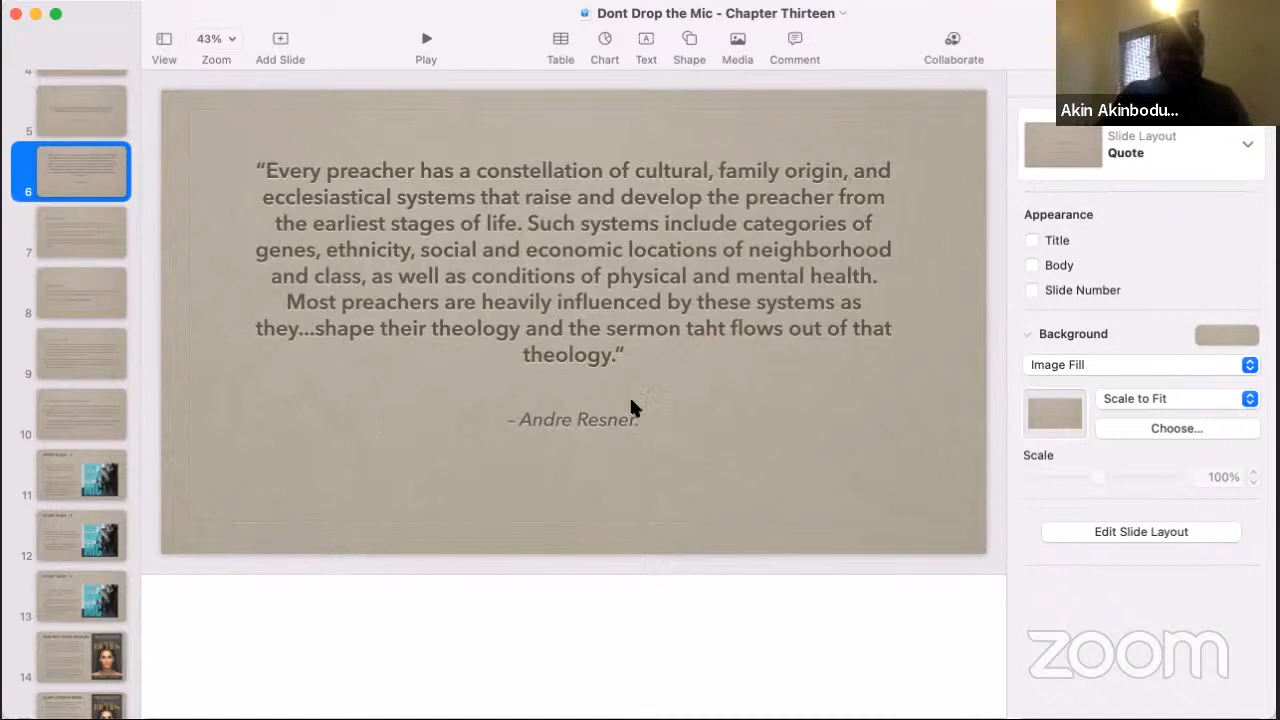 Dont Drop the Mic - Chapter Thirteen
43%
View
Zoom
Add Slide
Play
Table
Chart
Text
Shape
Media
Comment
Collaborate
Akin Akinbodu...
4
5
6
7
8
9
10
11
12
13
14
“Every preacher has a constellation of cultural, family origin, and
ecclesiastical systems that raise and develop the preacher from
the earliest stages of life. Such systems include categories of
genes, ethnicity, social and economic locations of neighborhood
and class, as well as conditions of physical and mental health.
Most preachers are heavily influenced by these systems as
they...shape their theology and the sermon taht flows out of that
theology.”
– Andre Resner.
Slide Layout
Quote
Appearance
Title
Body
Slide Number
Background
Image Fill
Scale to Fit
Choose...
Scale
100%
Edit Slide Layout
zoom